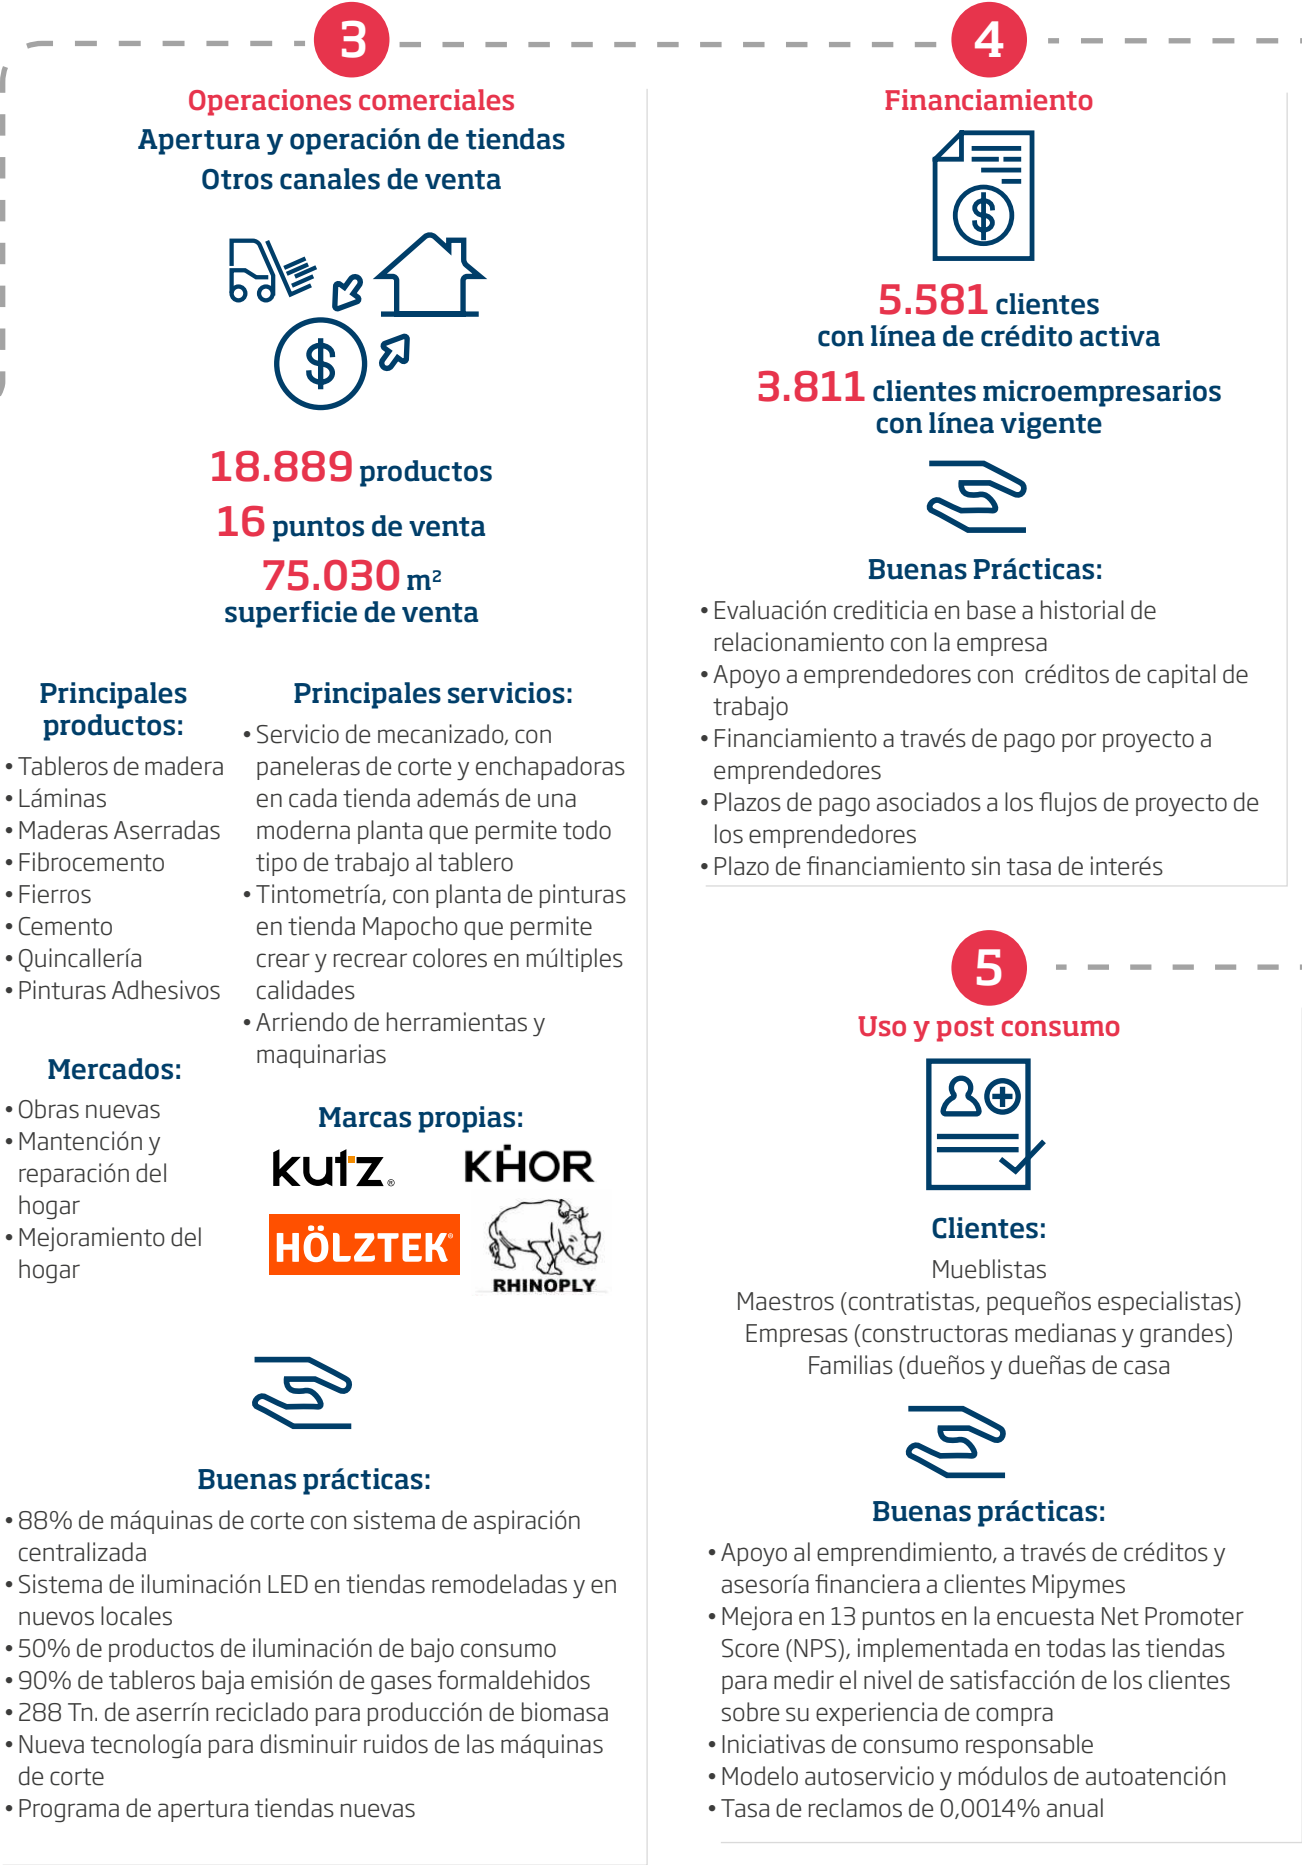 3
Operaciones comerciales
Apertura y operación de tiendas
Otros canales de venta
$
18.889 productos
16 puntos de venta
75.030 m²
superficie de venta
Principales
productos:
• Tableros de madera
• Láminas
• Maderas Aserradas
• Fibrocemento
• Fierros
• Cemento
• Quincallería
• Pinturas Adhesivos
Mercados:
• Obras nuevas
• Mantención y
reparación del
hogar
• Mejoramiento del
hogar
Principales servicios:
• Servicio de mecanizado, con
paneleras de corte y enchapadoras
en cada tienda además de una
moderna planta que permite todo
tipo de trabajo al tablero
• Tintometría, con planta de pinturas
en tienda Mapocho que permite
crear y recrear colores en múltiples
calidades
• Arriendo de herramientas y
maquinarias
Marcas propias:
kutz®
KHOR
HÖLZTEK®
RHINOPLY
Buenas prácticas:
• 88% de máquinas de corte con sistema de aspiración
centralizada
• Sistema de iluminación LED en tiendas remodeladas y en
nuevos locales
• 50% de productos de iluminación de bajo consumo
• 90% de tableros baja emisión de gases formaldehidos
• 288 Tn. de aserrín reciclado para producción de biomasa
• Nueva tecnología para disminuir ruidos de las máquinas
de corte
• Programa de apertura tiendas nuevas
4
Financiamiento
$
5.581 clientes
con línea de crédito activa
3.811 clientes microempresarios
con línea vigente
Buenas Prácticas:
• Evaluación crediticia en base a historial de
relacionamiento con la empresa
• Apoyo a emprendedores con créditos de capital de
trabajo
• Financiamiento a través de pago por proyecto a
emprendedores
• Plazos de pago asociados a los flujos de proyecto de
los emprendedores
• Plazo de financiamiento sin tasa de interés
5
Uso y post consumo
Clientes:
Mueblistas
Maestros (contratistas, pequeños especialistas)
Empresas (constructoras medianas y grandes)
Familias (dueños y dueñas de casa
Buenas prácticas:
• Apoyo al emprendimiento, a través de créditos y
asesoría financiera a clientes Mipymes
• Mejora en 13 puntos en la encuesta Net Promoter
Score (NPS), implementada en todas las tiendas
para medir el nivel de satisfacción de los clientes
sobre su experiencia de compra
• Iniciativas de consumo responsable
• Modelo autoservicio y módulos de autoatención
• Tasa de reclamos de 0,0014% anual